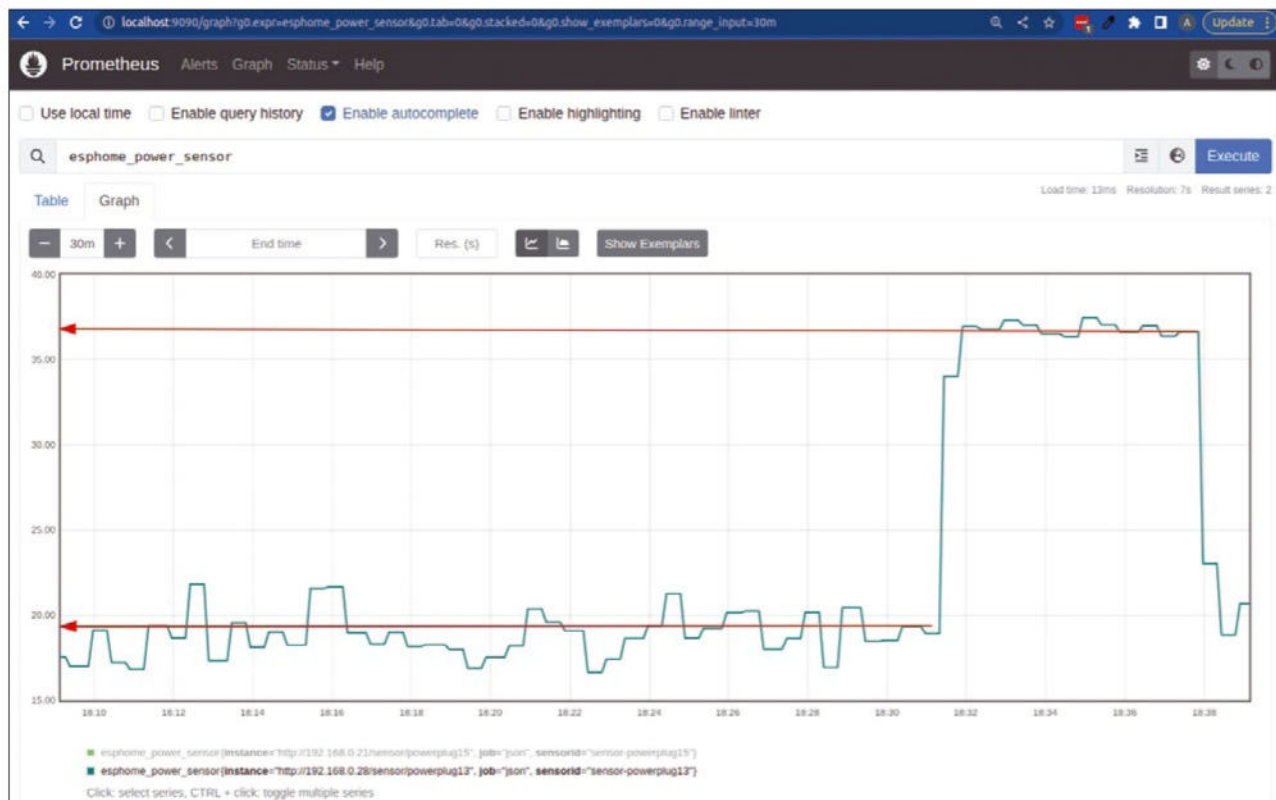 localhost:9090/graph?g0.expr=esphome_power_sensor&g0.tab=0&g0.stacked=0&g0.show_exemplars=0&g0.range_input=30m
A
Update
Prometheus Alerts Graph Status Help
Use local time Enable query history Enable autocomplete Enable highlighting Enable linter
esphome_power_sensor
Execute
Table Graph
Load time: 13ms Resolution: 7s Result series: 2
− 30m + < End time > Res. (s) Show Exemplars
40.00
35.00
30.00
25.00
20.00
15.00
18:10 18:12 18:14 18:16 18:18 18:20 18:22 18:24 18:26 18:28 18:30 18:32 18:34 18:36 18:38
esphome_power_sensor{instance="http://192.168.0.21/sensor/powerplug15", job="json", sensorid="sensor-powerplug15"}
esphome_power_sensor{instance="http://192.168.0.28/sensor/powerplug13", job="json", sensorid="sensor-powerplug13"}
Click: select series, CTRL + click: toggle multiple series